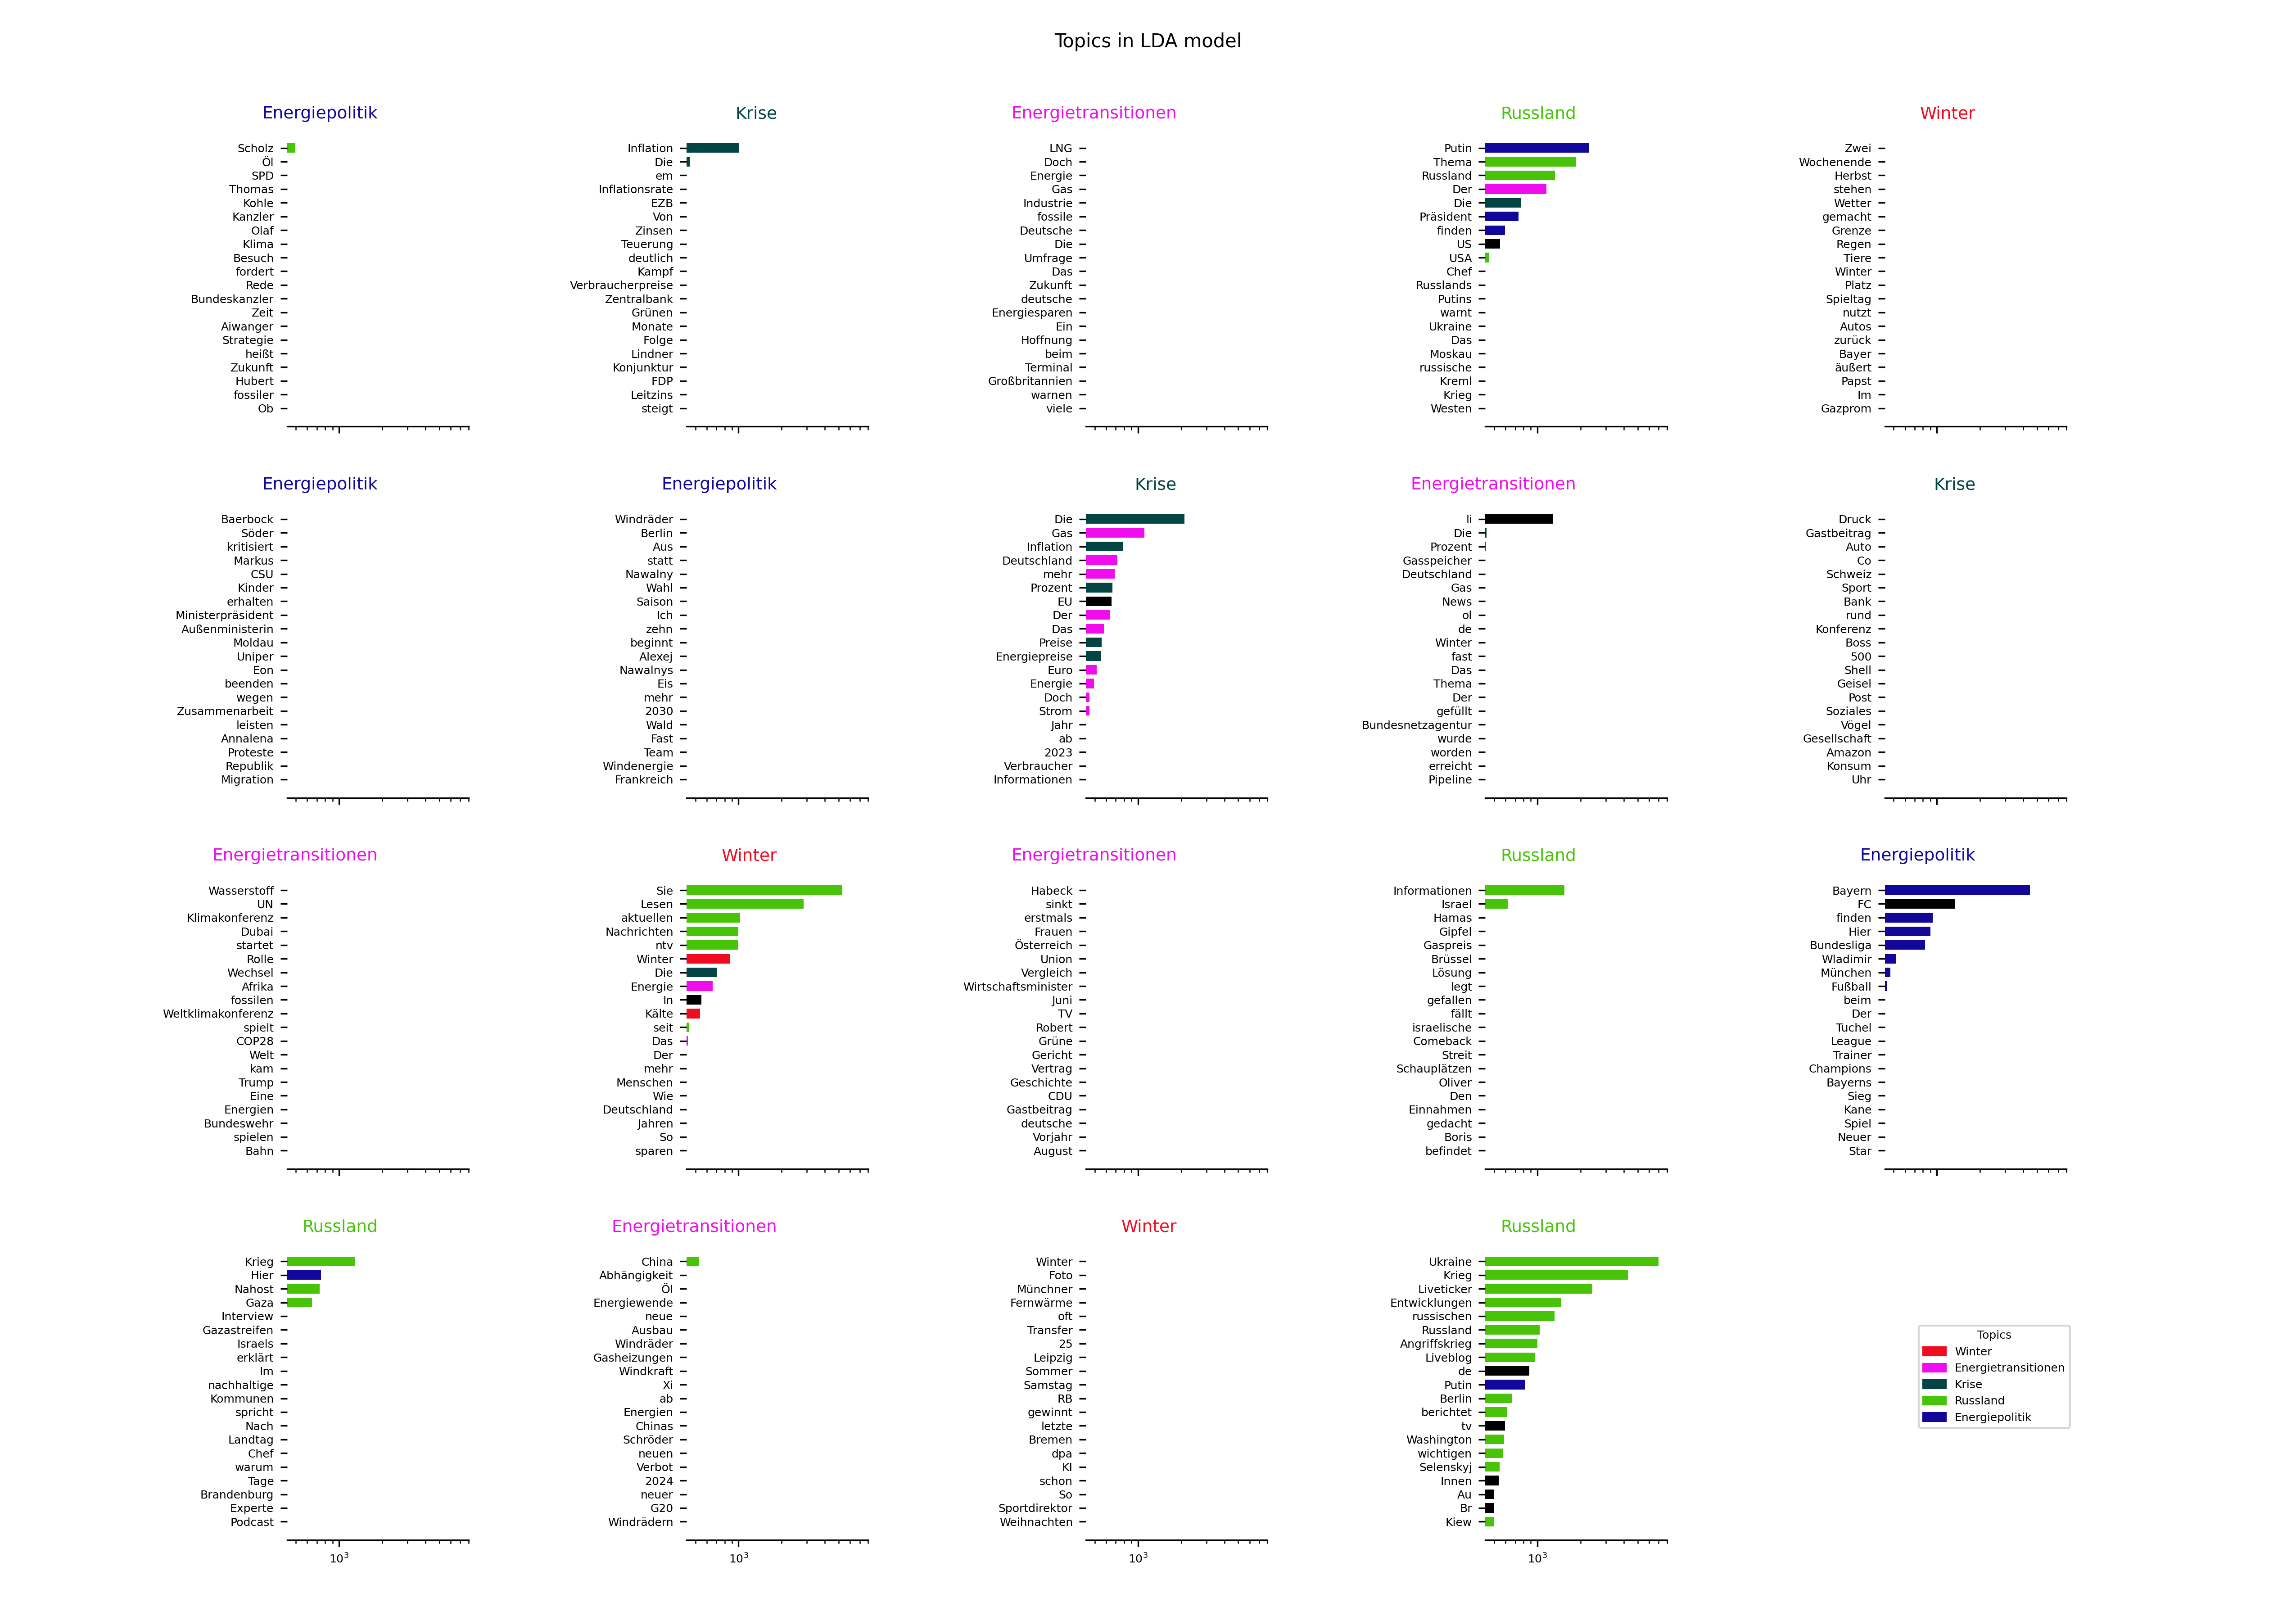 Topics in LDA model
Energiepolitik
Scholz
Öl
SPD
Thomas
Kohle
Kanzler
Olaf
Klima
Besuch
fordert
Rede
Bundeskanzler
Zeit
Aiwanger
Strategie
heißt
Zukunft
Hubert
fossiler
Ob
Krise
Inflation
Die
em
Inflationsrate
EZB
Von
Zinsen
Teuerung
deutlich
Kampf
Verbraucherpreise
Zentralbank
Grünen
Monate
Folge
Lindner
Konjunktur
FDP
Leitzins
steigt
Energietransitionen
LNG
Doch
Energie
Gas
Industrie
fossile
Deutsche
Die
Umfrage
Das
Zukunft
deutsche
Energiesparen
Ein
Hoffnung
beim
Terminal
Großbritannien
warnen
viele
Russland
Putin
Thema
Russland
Der
Die
Präsident
finden
US
USA
Chef
Russlands
Putins
warnt
Ukraine
Das
Moskau
russische
Kreml
Krieg
Westen
Winter
Zwei
Wochenende
Herbst
stehen
Wetter
gemacht
Grenze
Regen
Tiere
Winter
Platz
Spieltag
nutzt
Autos
zurück
Bayer
äußert
Papst
Im
Gazprom
Energiepolitik
Baerbock
Söder
kritisiert
Markus
CSU
Kinder
erhalten
Ministerpräsident
Außenministerin
Moldau
Uniper
Eon
beenden
wegen
Zusammenarbeit
leisten
Annalena
Proteste
Republik
Migration
Energiepolitik
Windräder
Berlin
Aus
statt
Nawalny
Wahl
Saison
Ich
zehn
beginnt
Alexej
Nawalnys
Eis
mehr
2030
Wald
Fast
Team
Windenergie
Frankreich
Krise
Die
Gas
Inflation
Deutschland
mehr
Prozent
EU
Der
Das
Preise
Energiepreise
Euro
Energie
Doch
Strom
Jahr
ab
2023
Verbraucher
Informationen
Energietransitionen
li
Die
Prozent
Gasspeicher
Deutschland
Gas
News
ol
de
Winter
fast
Das
Thema
Der
gefüllt
Bundesnetzagentur
wurde
worden
erreicht
Pipeline
Krise
Druck
Gastbeitrag
Auto
Co
Schweiz
Sport
Bank
rund
Konferenz
Boss
500
Shell
Geisel
Post
Soziales
Vögel
Gesellschaft
Amazon
Konsum
Uhr
Energietransitionen
Wasserstoff
UN
Klimakonferenz
Dubai
startet
Rolle
Wechsel
Afrika
fossilen
Weltklimakonferenz
spielt
COP28
Welt
kam
Trump
Eine
Energien
Bundeswehr
spielen
Bahn
Winter
Sie
Lesen
aktuellen
Nachrichten
ntv
Winter
Die
Energie
In
Kälte
seit
Das
Der
mehr
Menschen
Wie
Deutschland
Jahren
So
sparen
Energietransitionen
Habeck
sinkt
erstmals
Frauen
Österreich
Union
Vergleich
Wirtschaftsminister
Juni
TV
Robert
Grüne
Gericht
Vertrag
Geschichte
CDU
Gastbeitrag
deutsche
Vorjahr
August
Russland
Informationen
Israel
Hamas
Gipfel
Gaspreis
Brüssel
Lösung
legt
gefallen
fällt
israelische
Comeback
Streit
Schauplätzen
Oliver
Den
Einnahmen
gedacht
Boris
befindet
Energiepolitik
Bayern
FC
finden
Hier
Bundesliga
Wladimir
München
Fußball
beim
Der
Tuchel
League
Trainer
Champions
Bayerns
Sieg
Kane
Spiel
Neuer
Star
Russland
Krieg
Hier
Nahost
Gaza
Interview
Gazastreifen
Israels
erklärt
Im
nachhaltige
Kommunen
spricht
Nach
Landtag
Chef
warum
Tage
Brandenburg
Experte
Podcast
10³
Energietransitionen
China
Abhängigkeit
Öl
Energiewende
neue
Ausbau
Windräder
Gasheizungen
Windkraft
Xi
ab
Energien
Chinas
Schröder
neuen
Verbot
2024
neuer
G20
Windrädern
10³
Winter
Winter
Foto
Münchner
Fernwärme
oft
Transfer
25
Leipzig
Sommer
Samstag
RB
gewinnt
letzte
Bremen
dpa
KI
schon
So
Sportdirektor
Weihnachten
10³
Russland
Ukraine
Krieg
Liveticker
Entwicklungen
russischen
Russland
Angriffskrieg
Liveblog
de
Putin
Berlin
berichtet
tv
Washington
wichtigen
Selenskyj
Innen
Au
Br
Kiew
10³
Topics
Winter
Energietransitionen
Krise
Russland
Energiepolitik